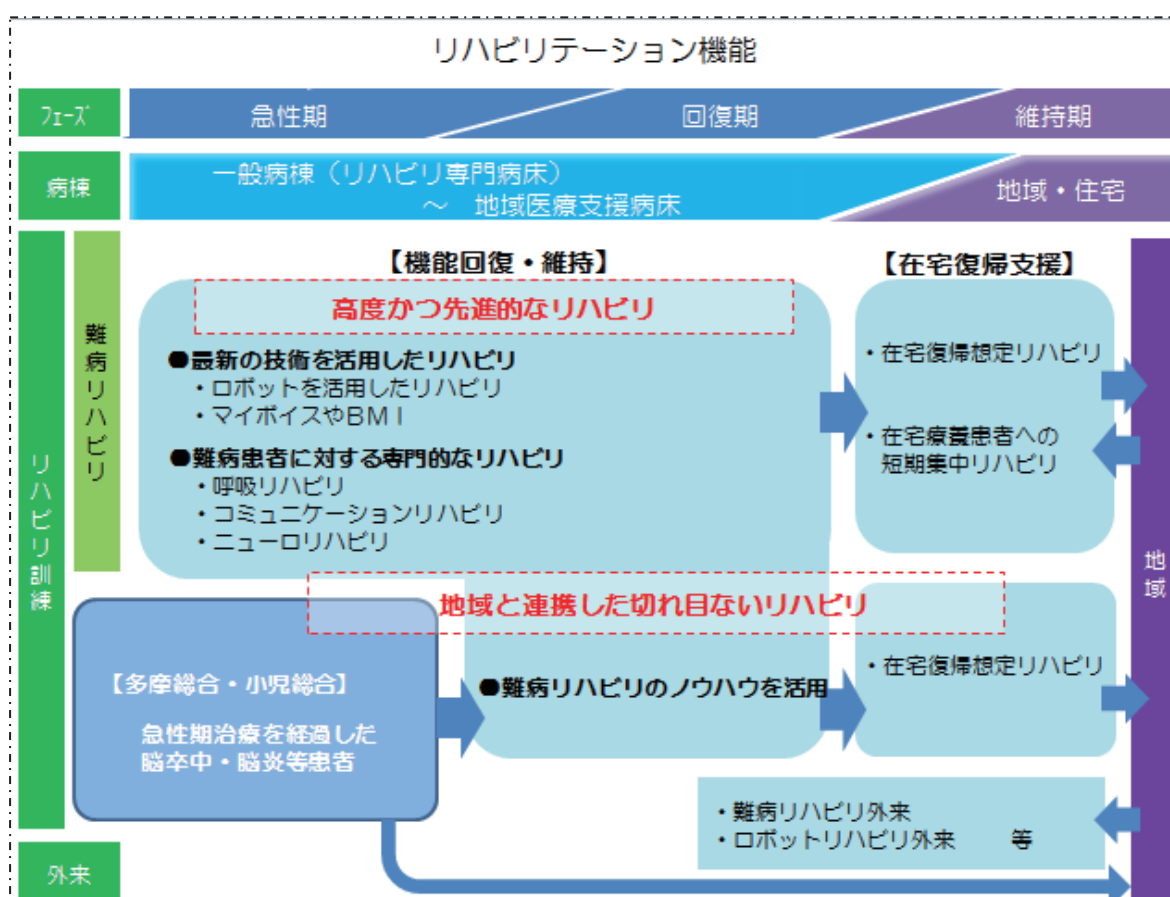 リハビリテーション機能
フェーズ
急性期
回復期
維持期
病棟
一般病棟（リハビリ専門病床）
～　地域医療支援病床
地域・住宅
リハビリ訓練
難病リハビリ
【機能回復・維持】
高度かつ先進的なリハビリ
●最新の技術を活用したリハビリ
・ロボットを活用したリハビリ
・マイボイスやＢＭＩ
●難病患者に対する専門的なリハビリ
・呼吸リハビリ
・コミュニケーションリハビリ
・ニューロリハビリ
【在宅復帰支援】
・在宅復帰想定リハビリ
・在宅療養患者への
短期集中リハビリ
地域
地域と連携した切れ目ないリハビリ
【多摩総合・小児総合】
急性期治療を経過した
脳卒中・脳炎等患者
●難病リハビリのノウハウを活用
・在宅復帰想定リハビリ
・難病リハビリ外来
・ロボットリハビリ外来　　等
外来